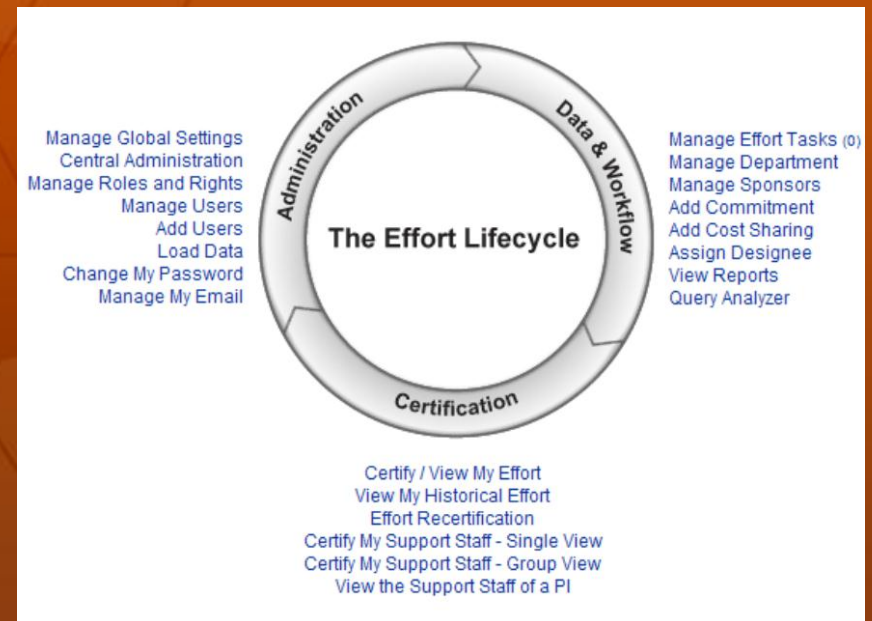 Administration
Data & Workflow
The Effort Lifecycle
Certification
Manage Global Settings
Central Administration
Manage Roles and Rights
Manage Users
Add Users
Load Data
Change My Password
Manage My Email
Manage Effort Tasks (0)
Manage Department
Manage Sponsors
Add Commitment
Add Cost Sharing
Assign Designee
View Reports
Query Analyzer
Certify / View My Effort
View My Historical Effort
Effort Recertification
Certify My Support Staff - Single View
Certify My Support Staff - Group View
View the Support Staff of a PI